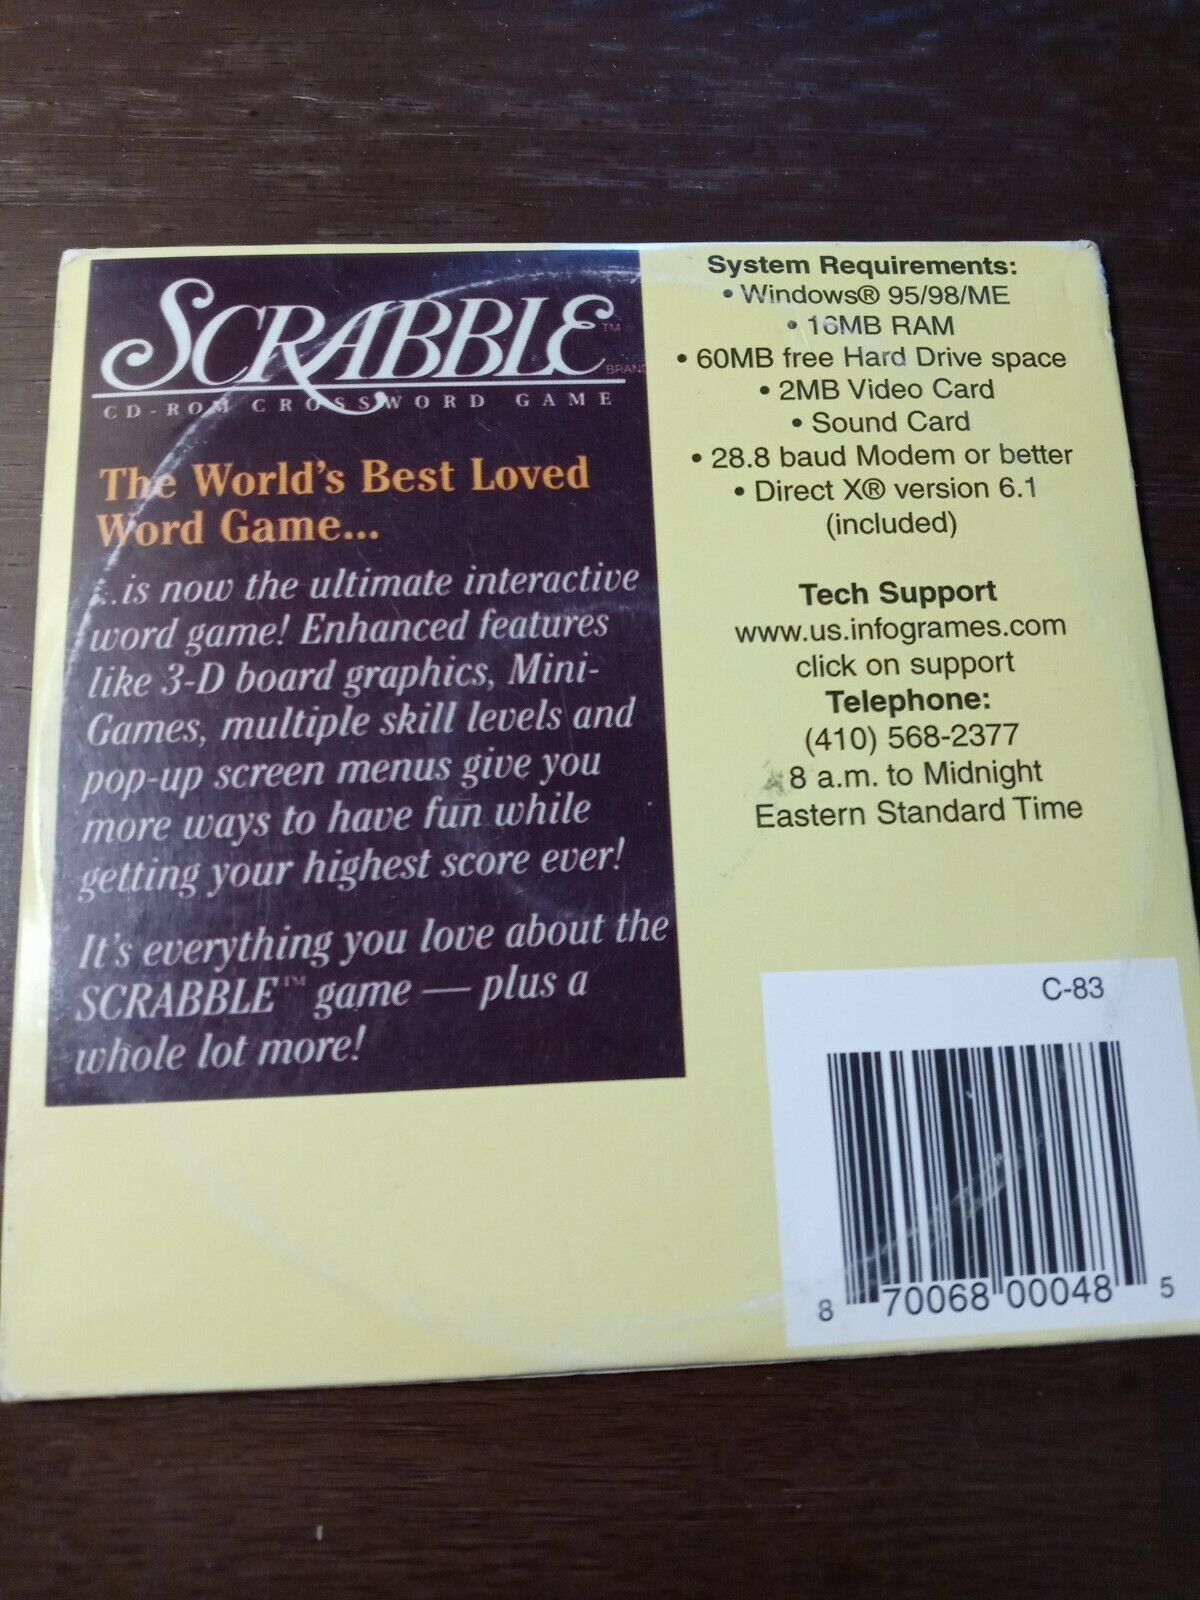 SCRABBLE™
BRAND
CD-ROM CROSSWORD GAME
The World's Best Loved
Word Game...
...is now the ultimate interactive
word game! Enhanced features
like 3-D board graphics, Mini-
Games, multiple skill levels and
pop-up screen menus give you
more ways to have fun while
getting your highest score ever!
It's everything you love about the
SCRABBLE™ game — plus a
whole lot more!
System Requirements:
• Windows® 95/98/ME
• 16MB RAM
• 60MB free Hard Drive space
• 2MB Video Card
• Sound Card
• 28.8 baud Modem or better
• Direct X® version 6.1
(included)
Tech Support
www.us.infogrames.com
click on support
Telephone:
(410) 568-2377
8 a.m. to Midnight
Eastern Standard Time
C-83
8 70068 00048 5